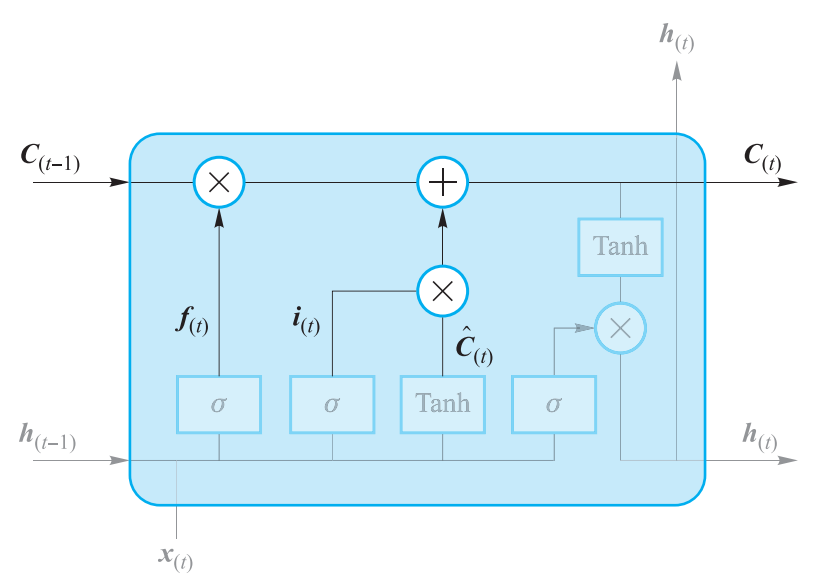 h(t)
C(t−1)
C(t)
×
+
Tanh
×
f(t)
i(t)
×
Ĉ(t)
σ
σ
Tanh
σ
h(t−1)
h(t)
x(t)